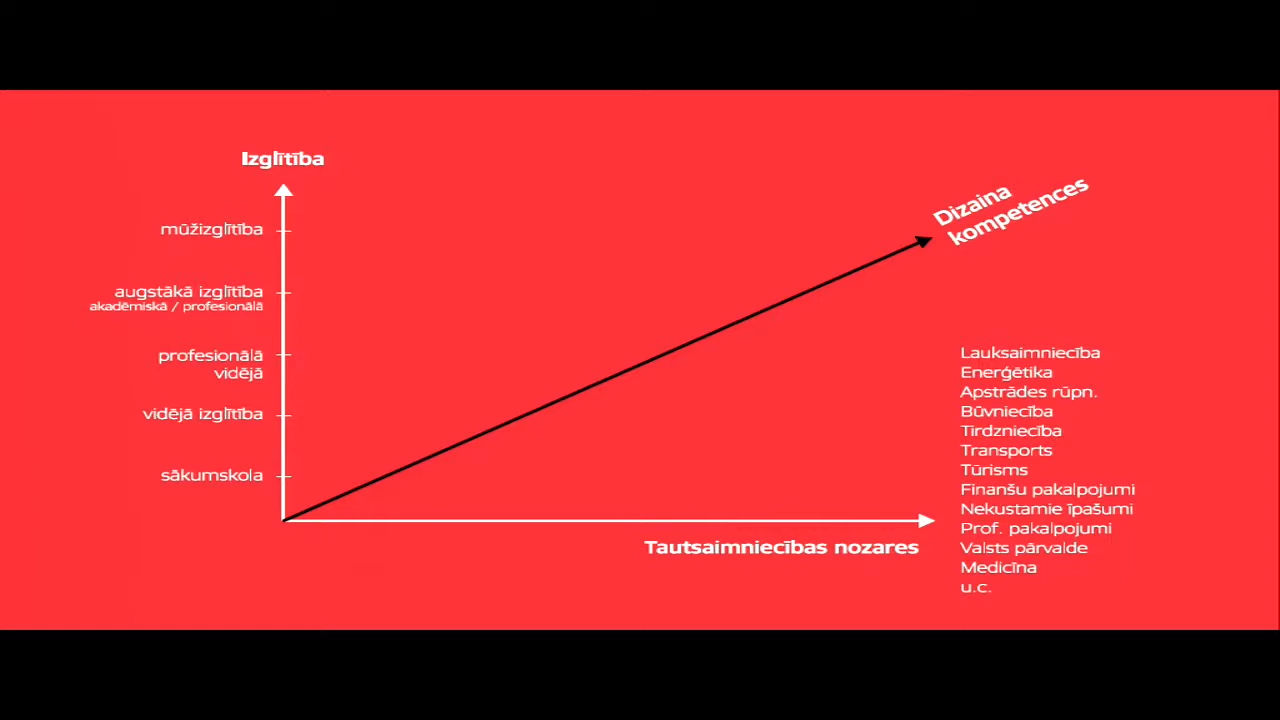 Izglītība
mūžizglītība
augstākā izglītība
akadēmiskā / profesionālā
profesionālā
vidējā
vidējā izglītība
sākumskola
Dizaina
kompetences
Tautsaimniecības nozares
Lauksaimniecība
Enerģētika
Apstrādes rūpn.
Būvniecība
Tirdzniecība
Transports
Tūrisms
Finanšu pakalpojumi
Nekustamie īpašumi
Prof. pakalpojumi
Valsts pārvalde
Medicīna
u.c.